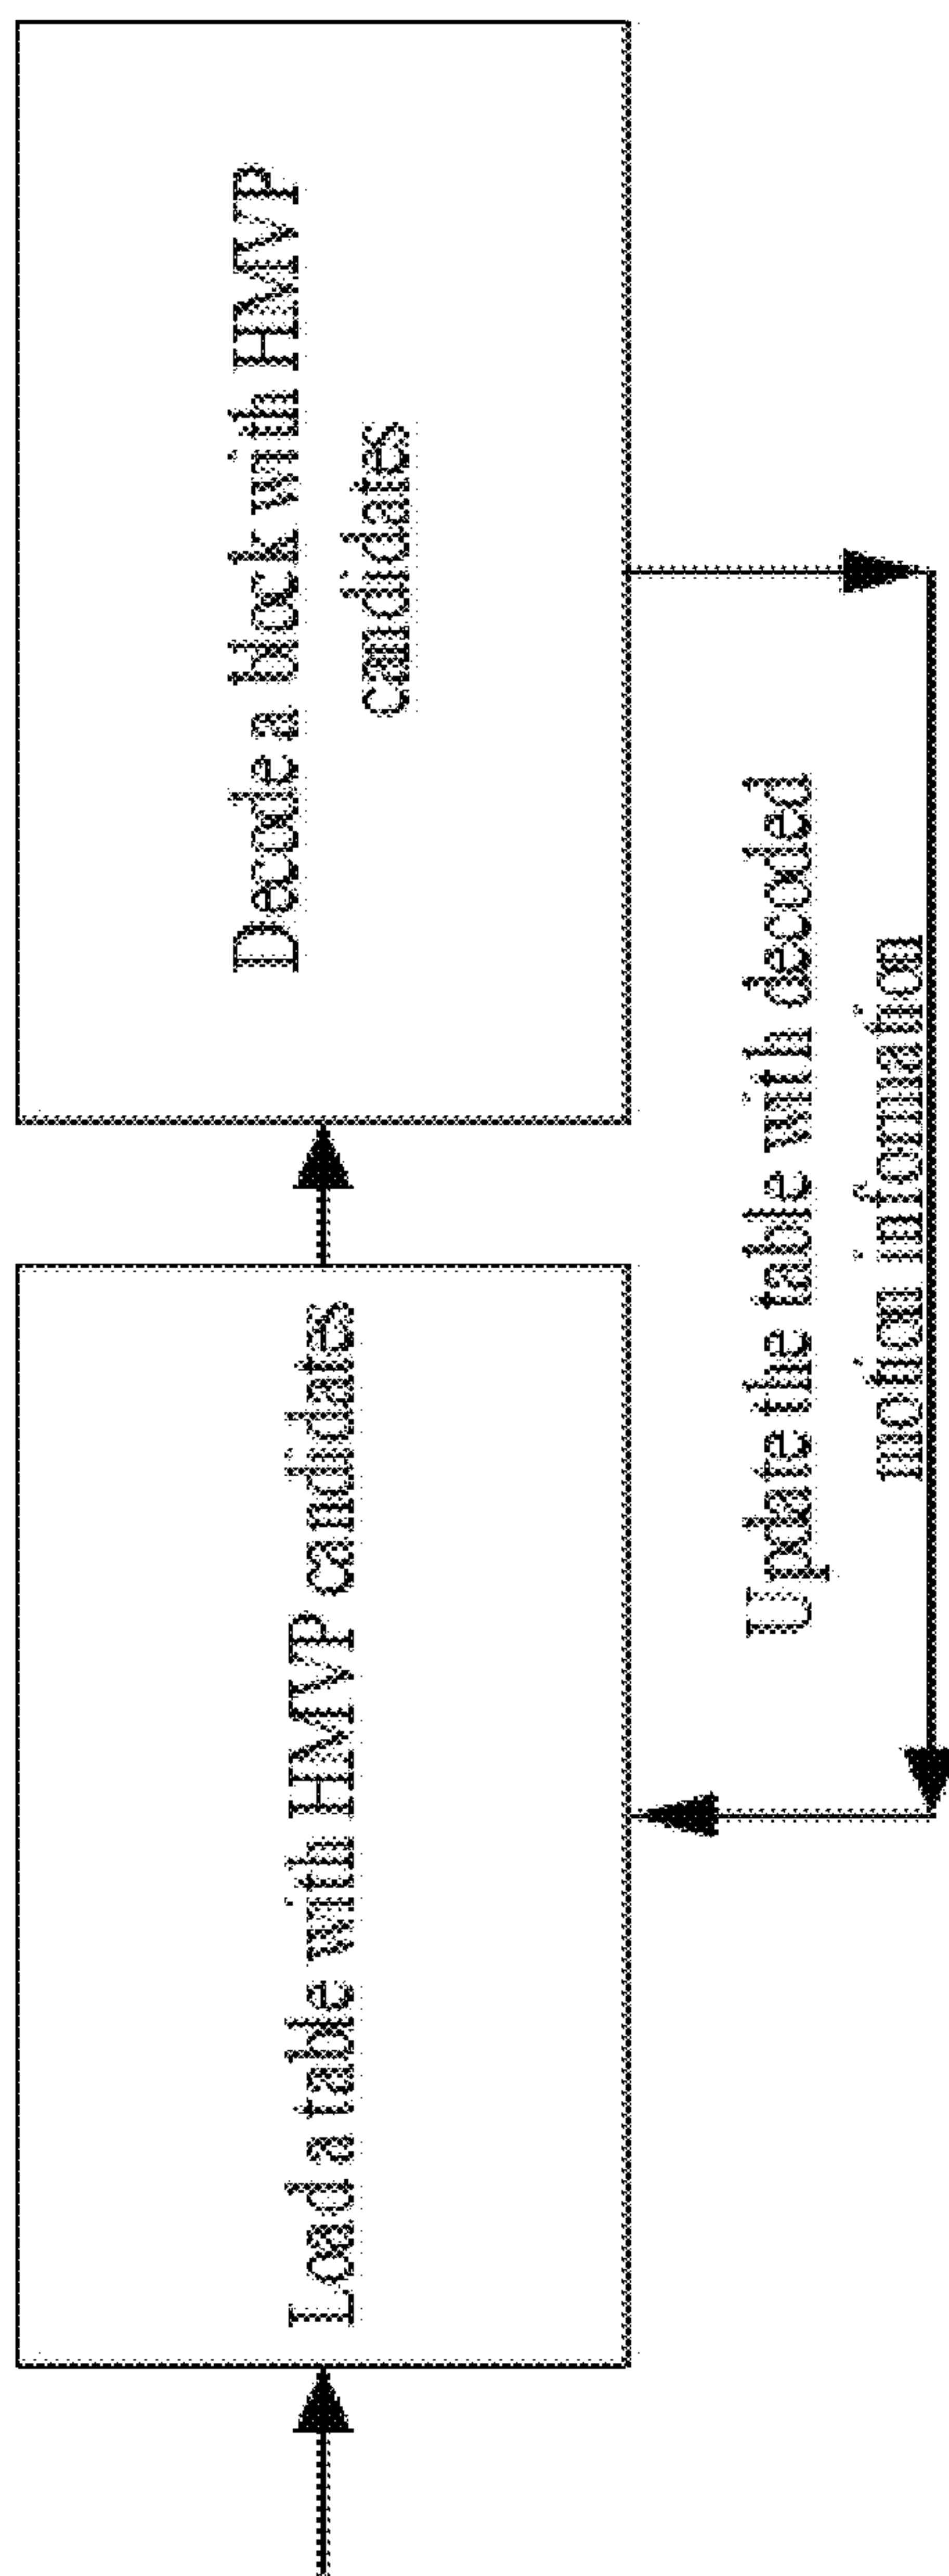 Load a table with HMVP candidates
Decode a block with HMVP
candidates
Update the table with decoded
motion information